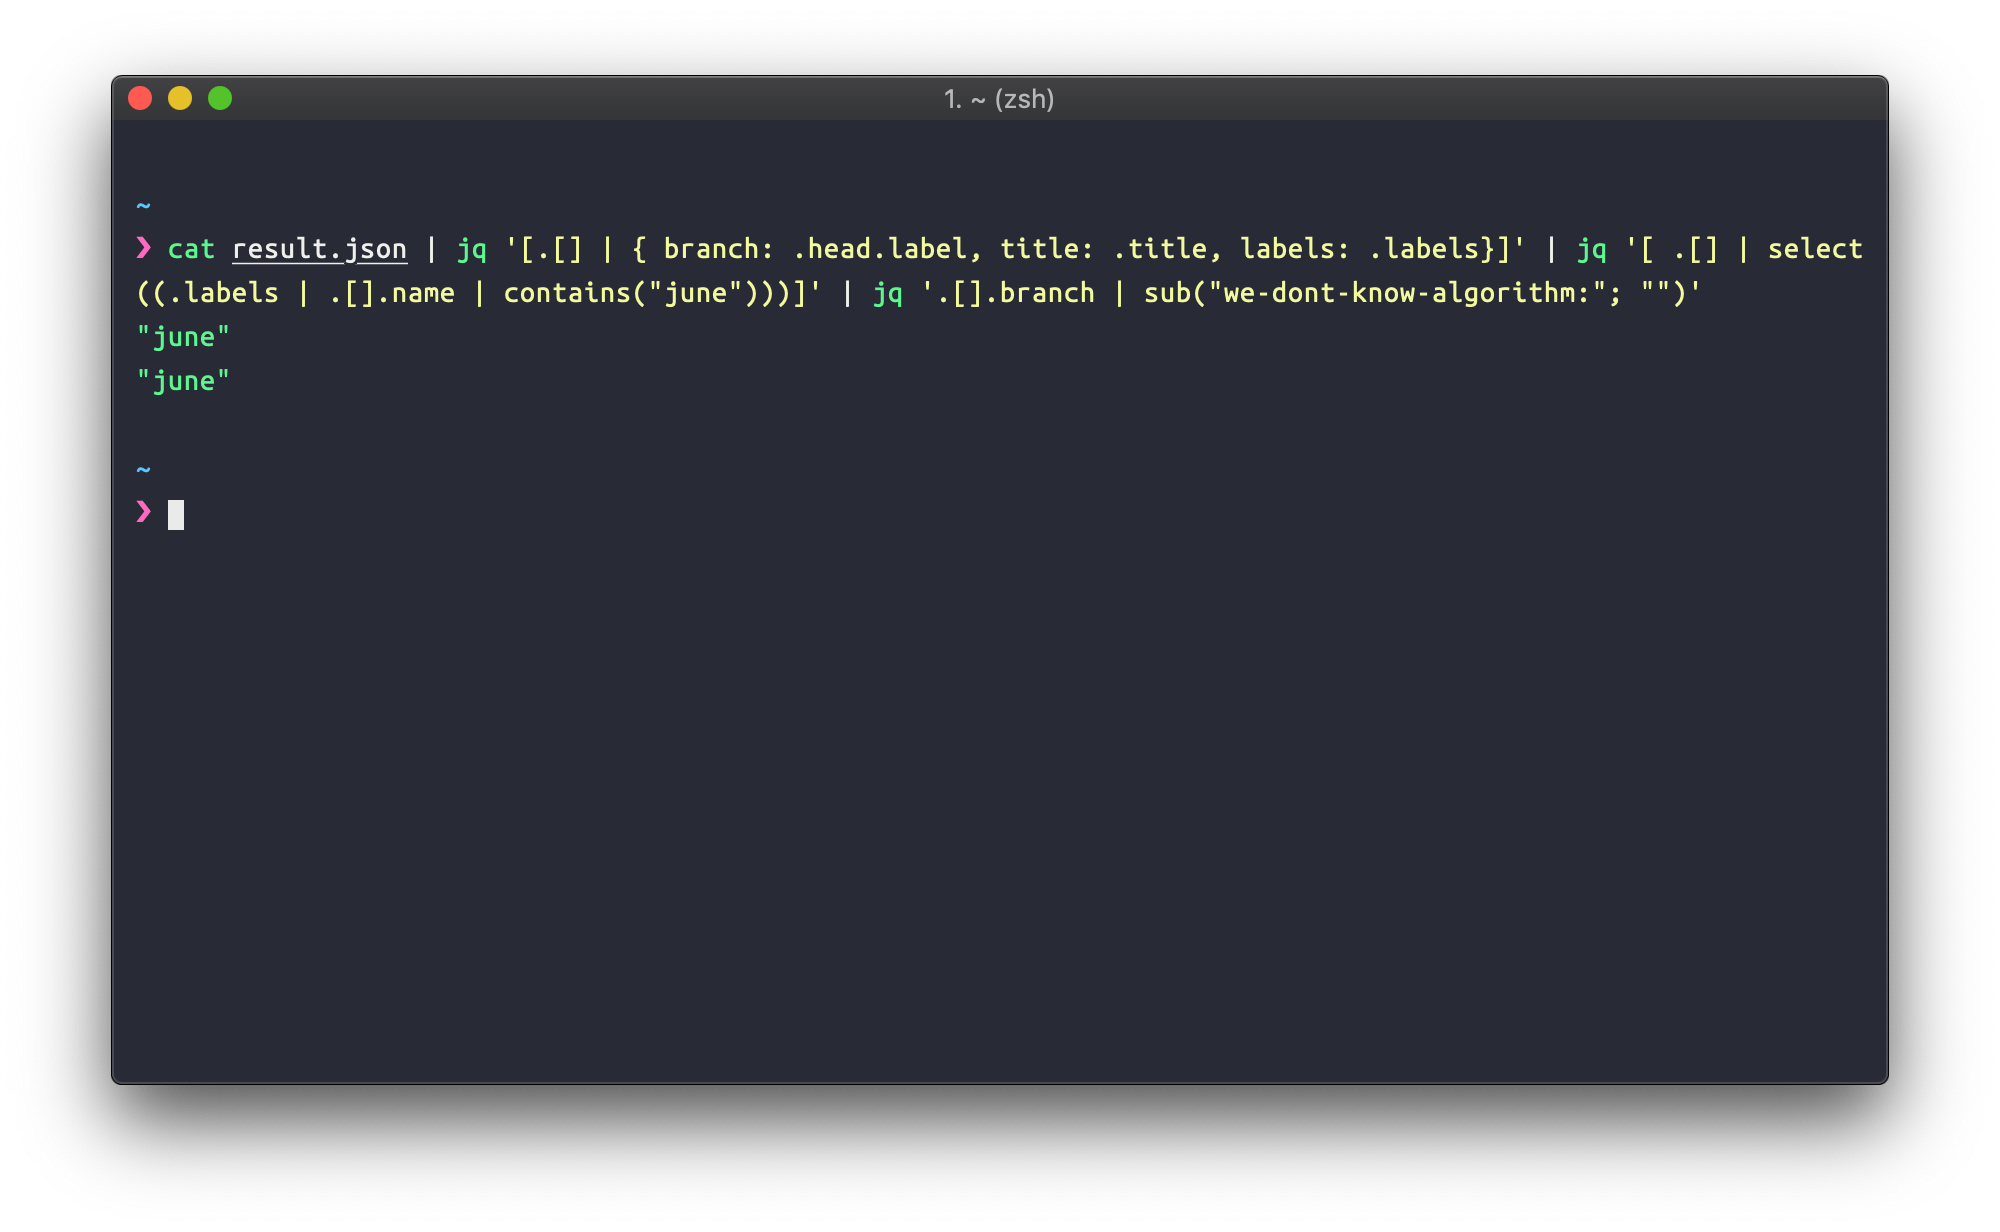 1. ~ (zsh)
~
❯ cat result.json | jq '[.[] | { branch: .head.label, title: .title, labels: .labels}]' | jq '[ .[] | select
((.labels | .[].name | contains("june")))]' | jq '.[].branch | sub("we-dont-know-algorithm:"; "")'
"june"
"june"
~
❯